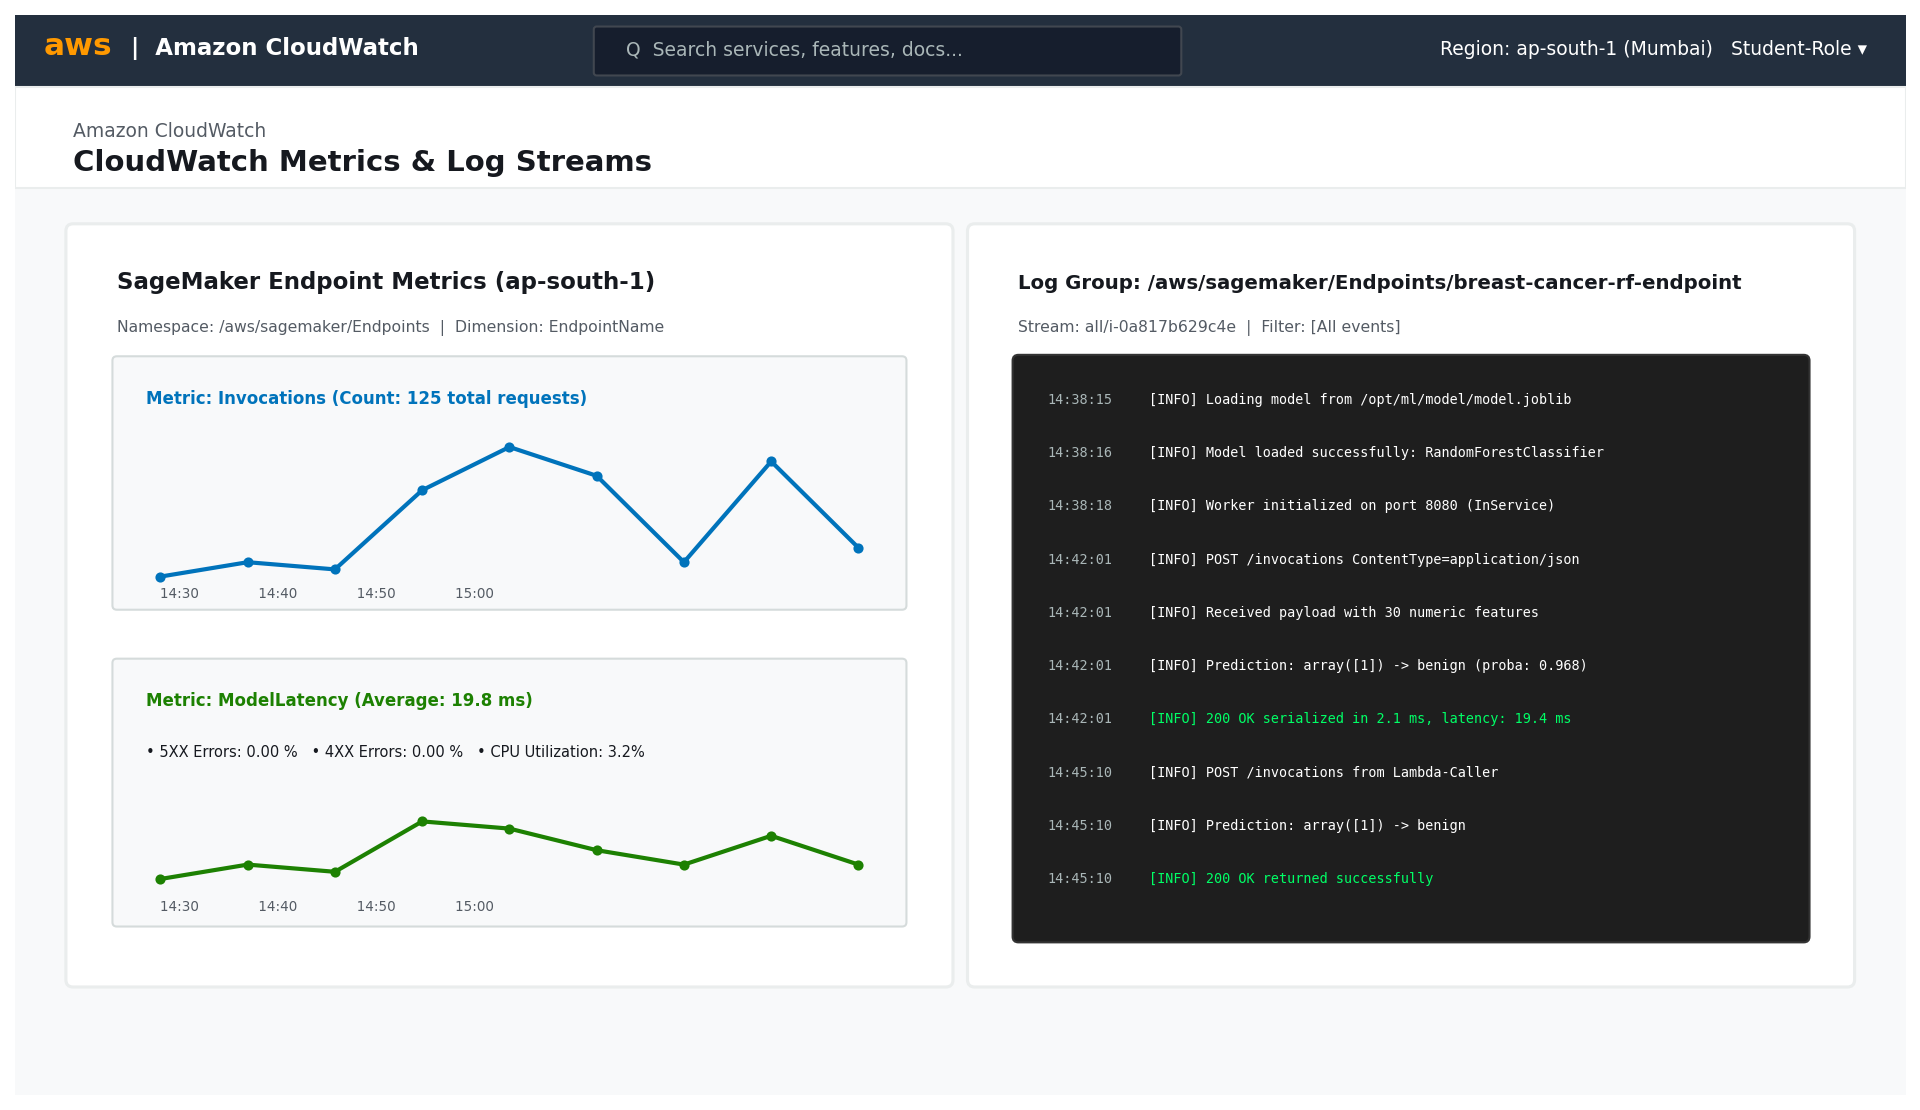 aws | Amazon CloudWatch
Q Search services, features, docs...
Region: ap-south-1 (Mumbai) Student-Role ▾
Amazon CloudWatch
CloudWatch Metrics & Log Streams
SageMaker Endpoint Metrics (ap-south-1)
Namespace: /aws/sagemaker/Endpoints | Dimension: EndpointName
Metric: Invocations (Count: 125 total requests)
14:30 14:40 14:50 15:00
Metric: ModelLatency (Average: 19.8 ms)
• 5XX Errors: 0.00 % • 4XX Errors: 0.00 % • CPU Utilization: 3.2%
14:30 14:40 14:50 15:00
Log Group: /aws/sagemaker/Endpoints/breast-cancer-rf-endpoint
Stream: all/i-0a817b629c4e | Filter: [All events]
14:38:15 [INFO] Loading model from /opt/ml/model/model.joblib
14:38:16 [INFO] Model loaded successfully: RandomForestClassifier
14:38:18 [INFO] Worker initialized on port 8080 (InService)
14:42:01 [INFO] POST /invocations ContentType=application/json
14:42:01 [INFO] Received payload with 30 numeric features
14:42:01 [INFO] Prediction: array([1]) -> benign (proba: 0.968)
14:42:01 [INFO] 200 OK serialized in 2.1 ms, latency: 19.4 ms
14:45:10 [INFO] POST /invocations from Lambda-Caller
14:45:10 [INFO] Prediction: array([1]) -> benign
14:45:10 [INFO] 200 OK returned successfully